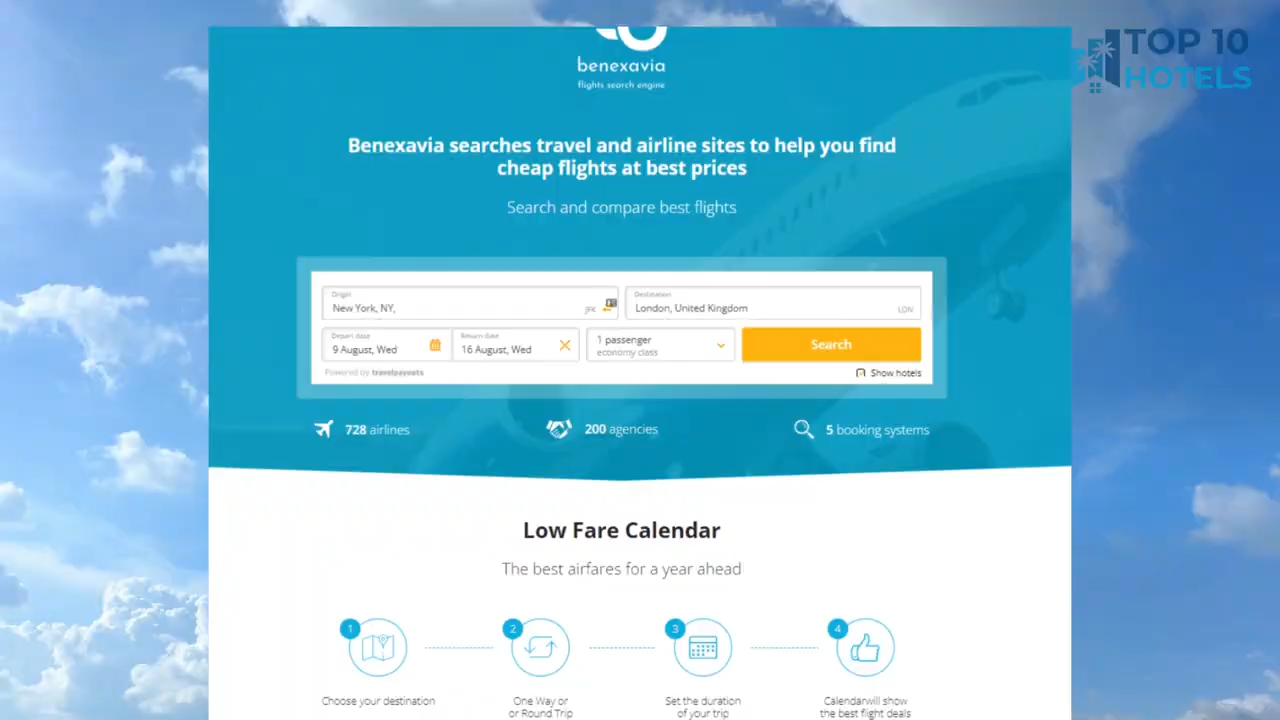 TOP 10
HOTELS
benexavia
flights search engine
Benexavia searches travel and airline sites to help you find
cheap flights at best prices
Search and compare best flights
Origin
New York, NY,
JFK
Destination
London, United Kingdom
LON
Depart date
9 August, Wed
Return date
16 August, Wed
1 passenger
economy class
Search
Powered by travelpayouts
Show hotels
728 airlines
200 agencies
5 booking systems
Low Fare Calendar
The best airfares for a year ahead
1
2
3
4
Choose your destination
One Way or
or Round Trip
Set the duration
of your trip
Calendarwill show
the best flight deals